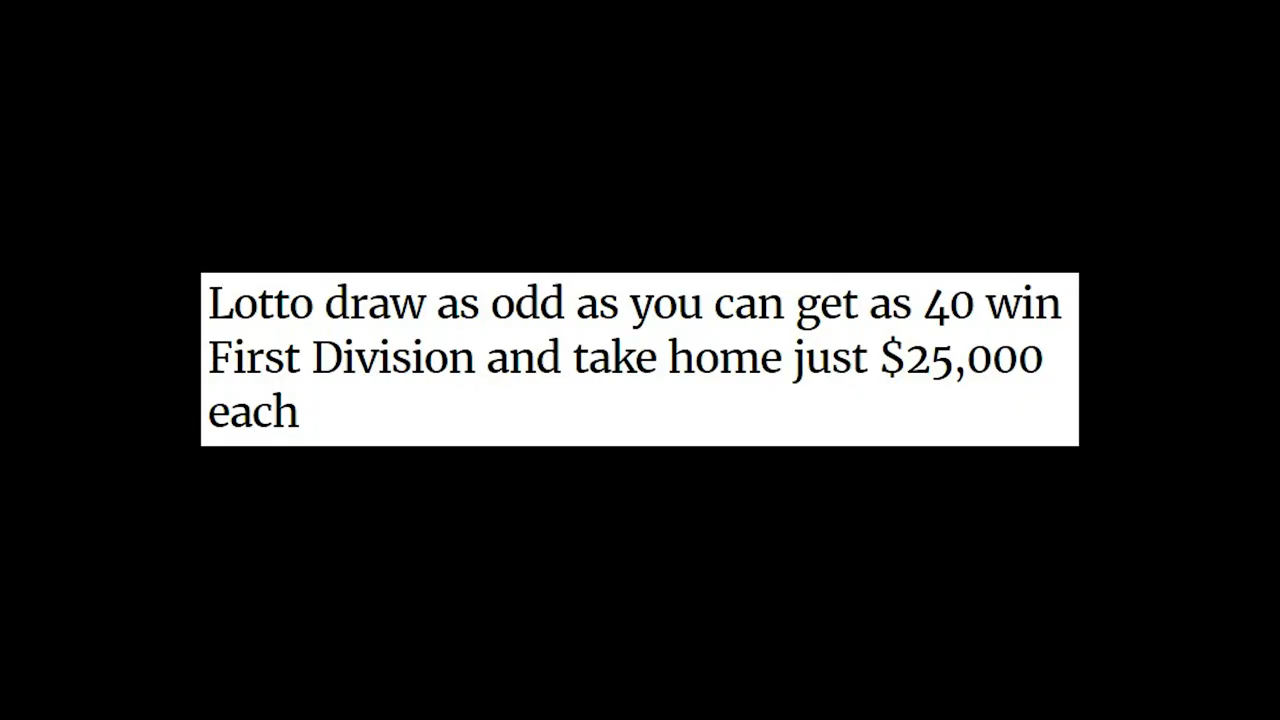 Lotto draw as odd as you can get as 40 win
First Division and take home just $25,000
each